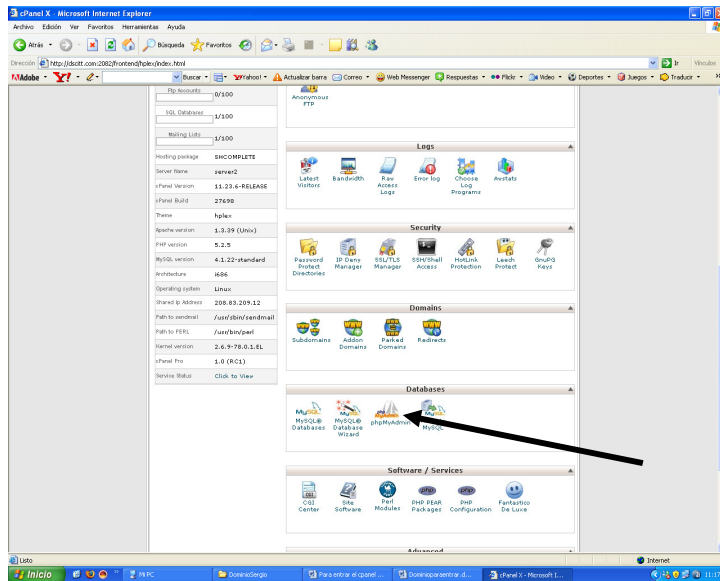 cPanel X - Microsoft Internet Explorer
Archivo Edición Ver Favoritos Herramientas Ayuda
Atrás Búsqueda Favoritos
Dirección http://dscitt.com:2082/frontend/hplex/index.html Ir Vínculos
Adobe Y! Buscar Yahoo! Actualizar barra Correo Web Messenger Respuestas Flickr Video Deportes Juegos Traducir
Ftp Accounts 0/100
SQL Databases 1/100
Mailing Lists 1/100
Hosting package SHCOMPLETE
Server Name server2
cPanel Version 11.23.6-RELEASE
cPanel Build 27698
Theme hplex
Apache version 1.3.39 (Unix)
PHP version 5.2.5
MySQL version 4.1.22-standard
Architecture i686
Operating system Linux
Shared Ip Address 208.83.209.12
Path to sendmail /usr/sbin/sendmail
Path to PERL /usr/bin/perl
Kernel version 2.6.9-78.0.1.EL
cPanel Pro 1.0 (RC1)
Service Status Click to View
Anonymous FTP
Logs
Latest Visitors
Bandwidth
Raw Access Logs
Error log
Choose Log Programs
Awstats
Security
Password Protect Directories
IP Deny Manager
SSL/TLS Manager
SSH/Shell Access
HotLink Protection
Leech Protect
GnuPG Keys
Domains
Subdomains
Addon Domains
Parked Domains
Redirects
Databases
MySQL® Databases
MySQL® Database Wizard
phpMyAdmin
MySQL
Software / Services
CGI Center
Site Software
Perl Modules
PHP PEAR Packages
PHP Configuration
Fantastico De Luxe
Advanced
Listo Internet
Inicio Mi PC DominioSergio Para entrar el cpanel ... Dominioparaentrar.d... cPanel X - Microsoft I... 11:17